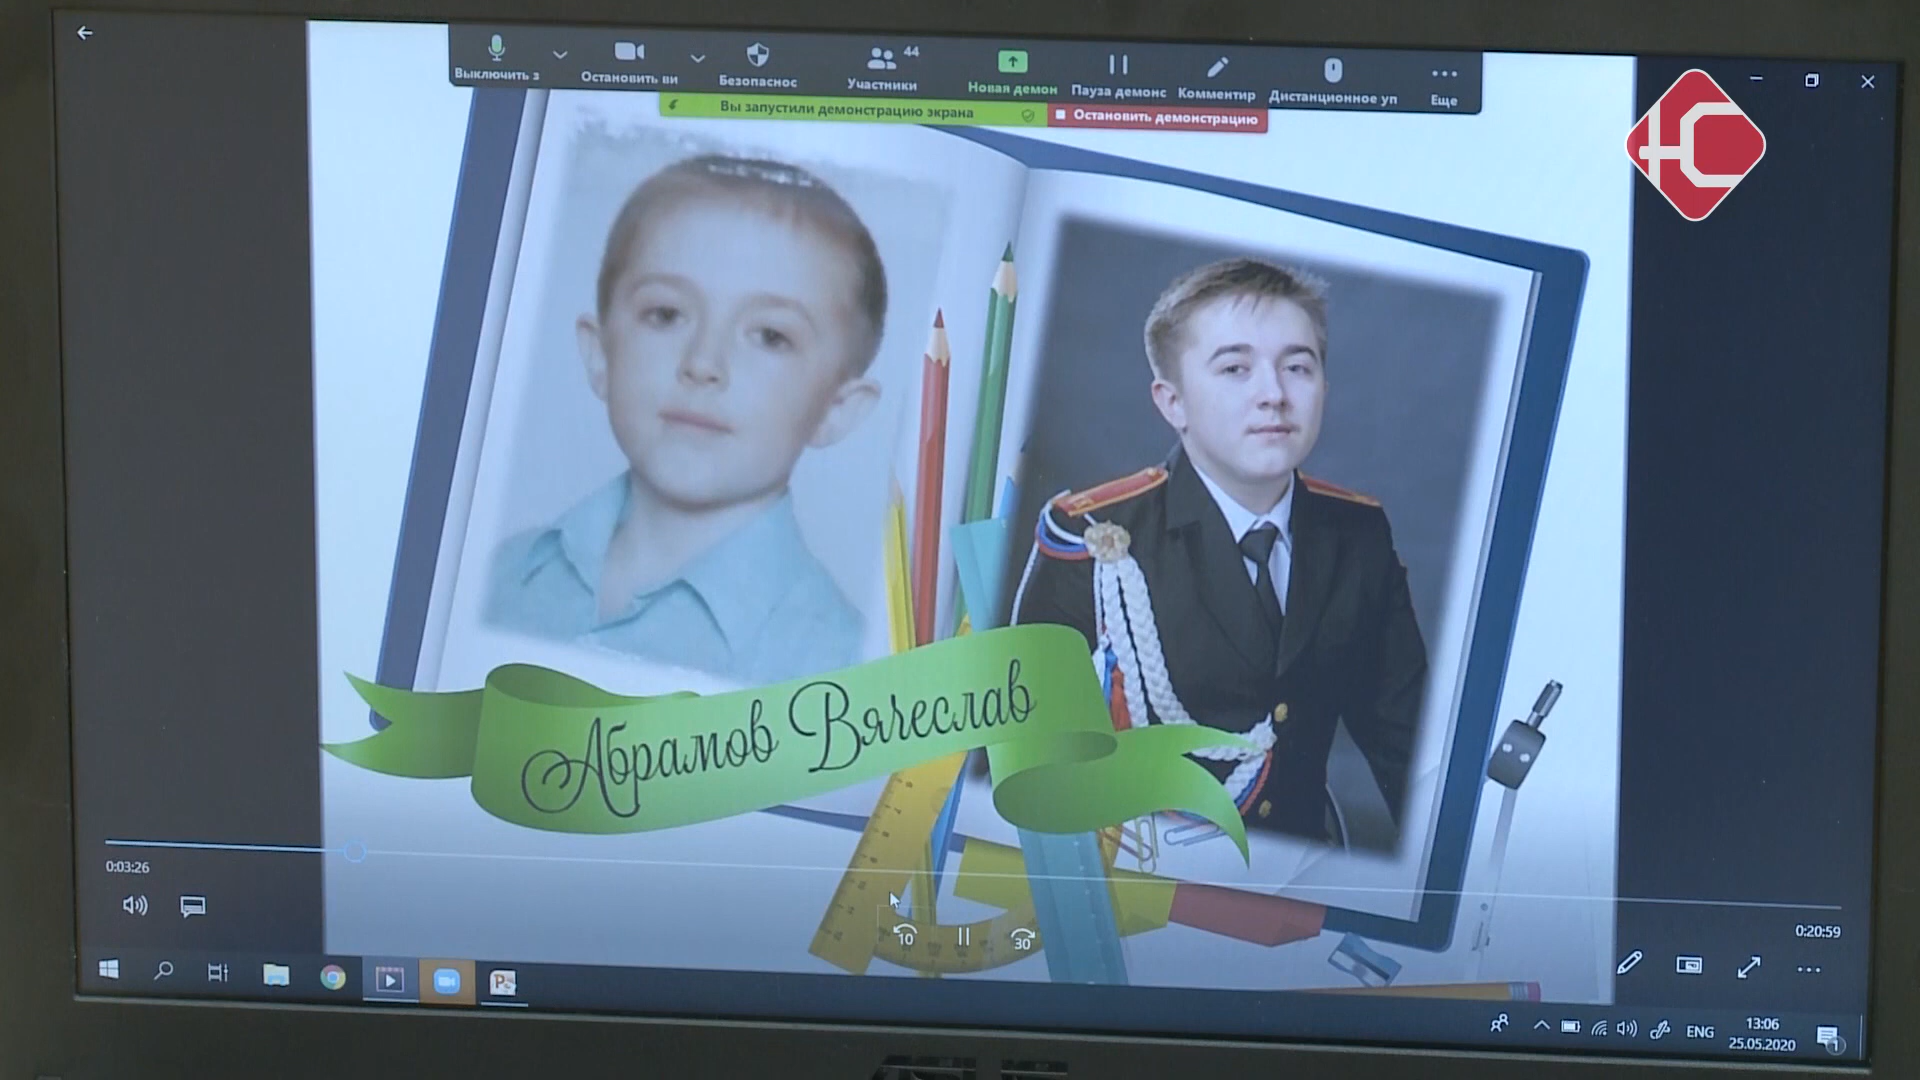 44
Выключить з
Остановить ви
Безопаснос
Участники
Новая демон
Пауза демонс
Комментир
Дистанционное уп
Еще
Вы запустили демонстрацию экрана
Остановить демонстрацию
Абрамов Вячеслав
0:03:26
0:20:59
10
30
ENG
13:06
25.05.2020
1